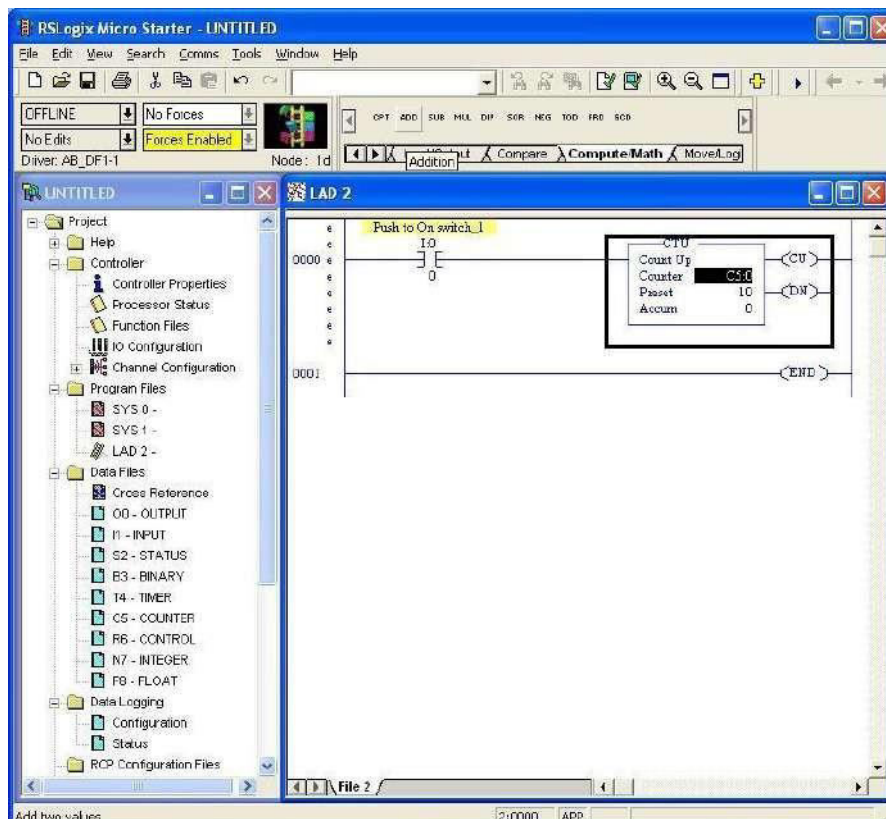 RSLogix Micro Starter - UNTITLED
File Edit View Search Comms Tools Window Help
OFFLINE No Forces
No Edits Forces Enabled
Driver: AB_DF1-1 Node: 1d
CPT ADD SUB MUL DIV SQR NEG TOD FRD SCD
Addition Compare Compute/Math Move/Log
UNTITLED
Project
Help
Controller
Controller Properties
Processor Status
Function Files
IO Configuration
Channel Configuration
Program Files
SYS 0 -
SYS 1 -
LAD 2 -
Data Files
Cross Reference
O0 - OUTPUT
I1 - INPUT
S2 - STATUS
B3 - BINARY
T4 - TIMER
C5 - COUNTER
R6 - CONTROL
N7 - INTEGER
F8 - FLOAT
Data Logging
Configuration
Status
RCP Configuration Files
LAD 2
Push to On switch_1
I:0
0
0000
e
e
e
e
e
e
e
CTU
Count Up
Counter C5:0
Preset 10
Accum 0
CU
DN
0001
END
File 2
Add two values
2:0000 APP